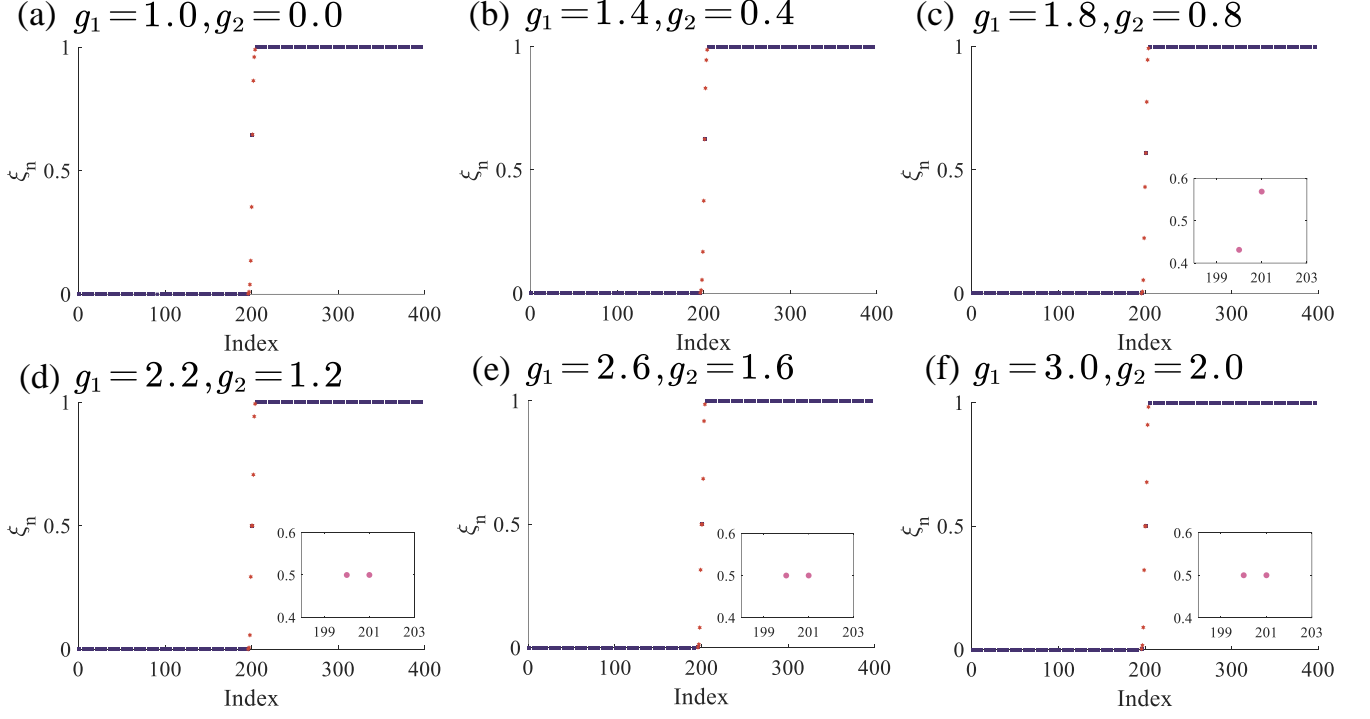 (a) g₁=1.0,g₂=0.0
1
0.5
0
ξₙ
0 100 200 300 400
Index
(b) g₁=1.4,g₂=0.4
1
0.5
0
ξₙ
0 100 200 300 400
Index
(c) g₁=1.8,g₂=0.8
1
0.5
0
ξₙ
0.6
0.5
0.4
199 201 203
0 100 200 300 400
Index
(d) g₁=2.2,g₂=1.2
1
0.5
0
ξₙ
0.6
0.5
0.4
199 201 203
0 100 200 300 400
Index
(e) g₁=2.6,g₂=1.6
1
0.5
0
ξₙ
0.6
0.5
0.4
199 201 203
0 100 200 300 400
Index
(f) g₁=3.0,g₂=2.0
1
0.5
0
ξₙ
0.6
0.5
0.4
199 201 203
0 100 200 300 400
Index